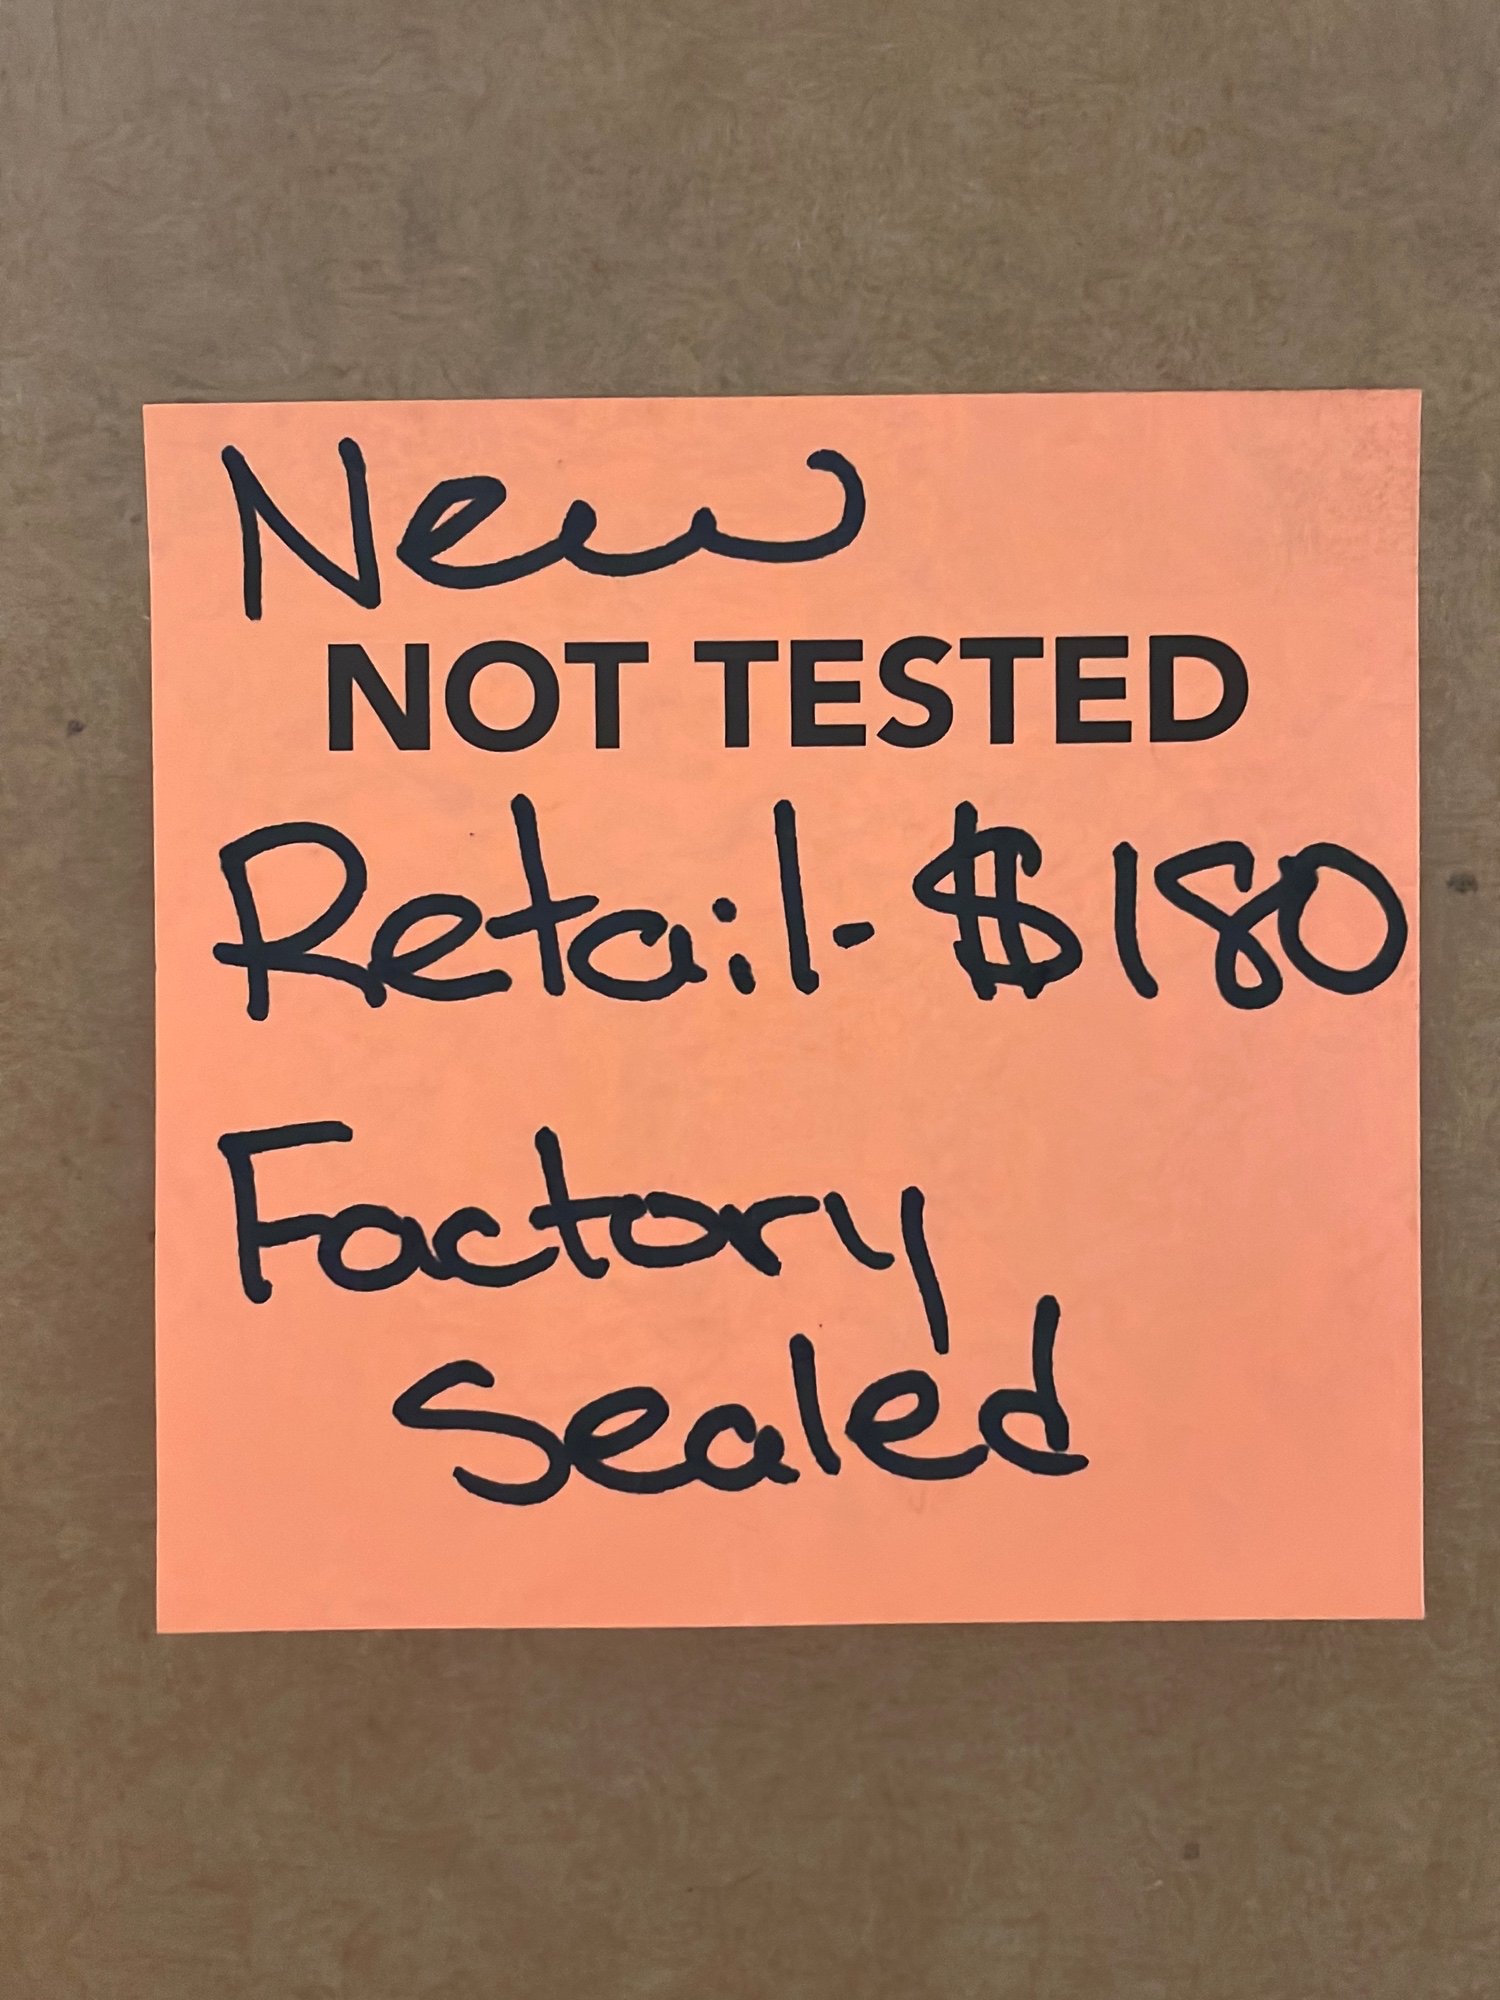 New
NOT TESTED
Retail- $180
Factory
Sealed